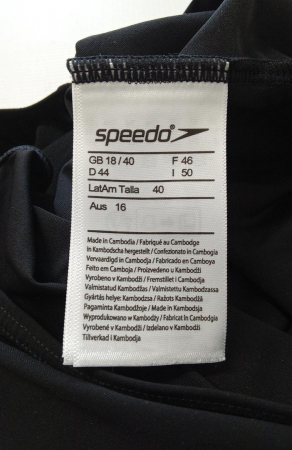 speedo
GB 18 / 40 F 46
D 44 I 50
LatAm Talla 40
Aus 16
Made in Cambodia / Fabriqué au Cambodge
In Kambodscha hergestellt / Confezionato in Cambogia
Vervaardigd in Cambodja / Fabricado en Camboya
Feito em Camboja / Proizvedeno u Kambodži
Vyrobeno v Kambodži / Fremstillet i Cambodja
Valmistatud Kambodžas / Valmistettu Kambodzassa
Gyártás helye: Kambodzsa / Ražots Kambodžā
Pagaminta Kambodžoje / Made in Kambodsja
Wyprodukowano w Kambodży / Fabricat în Cambodgia
Vyrobené v Kambodži / Izdelano v Kambodži
Tillverkad i Kambodja